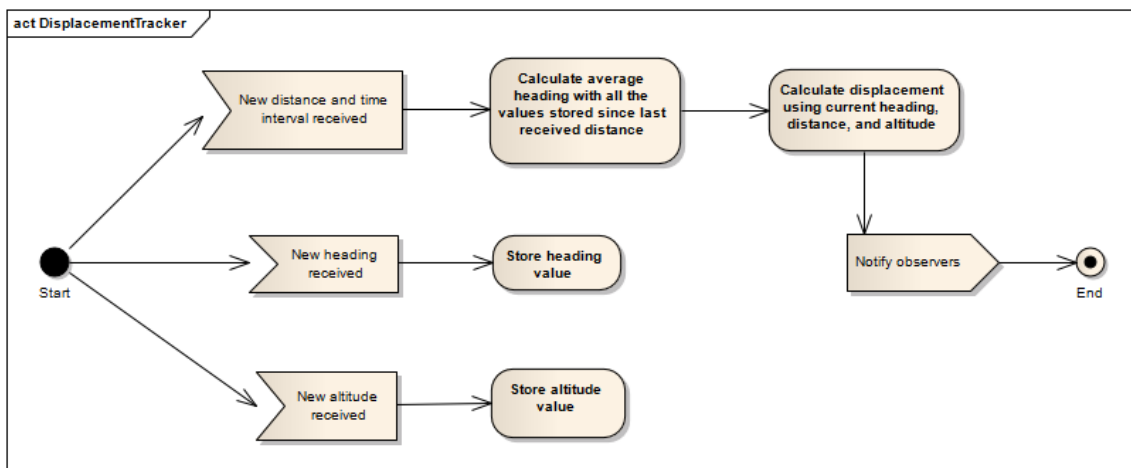 act DisplacementTracker
New distance and time
interval received
Calculate average
heading with all the
values stored since last
received distance
Calculate displacement
using current heading,
distance, and altitude
Start
New heading
received
Store heading
value
Notify observers
End
New altitude
received
Store altitude
value